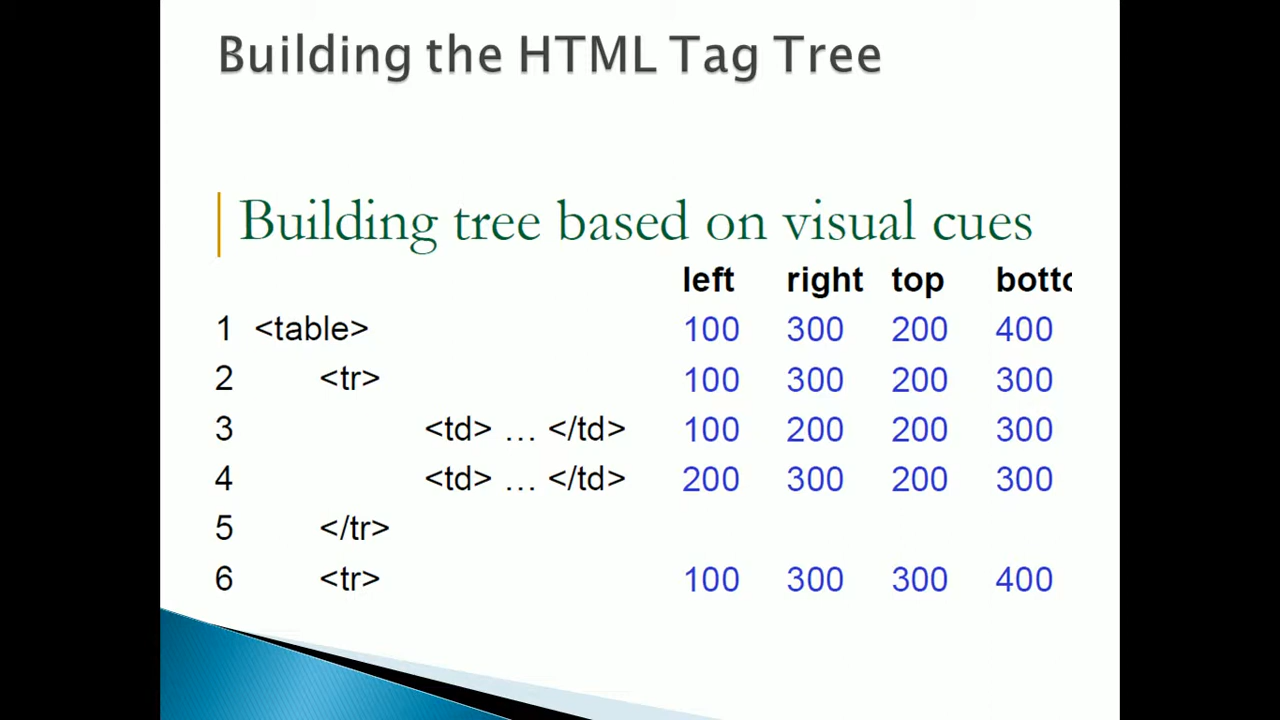 Building the HTML Tag Tree
Building tree based on visual cues
left right top botto
1 <table> 100 300 200 400
2 <tr> 100 300 200 300
3 <td> … </td> 100 200 200 300
4 <td> … </td> 200 300 200 300
5 </tr>
6 <tr> 100 300 300 400